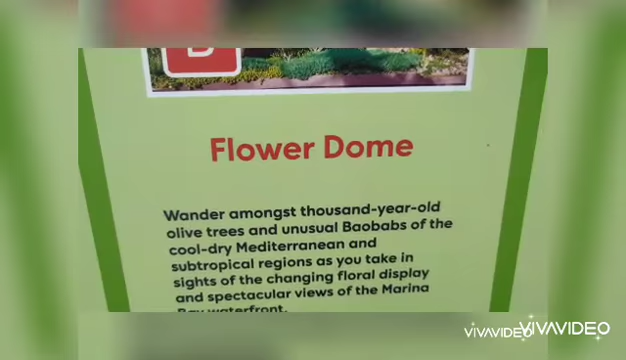 Flower Dome
Wander amongst thousand-year-old
olive trees and unusual Baobabs of the
cool-dry Mediterranean and
subtropical regions as you take in
sights of the changing floral display
and spectacular views of the Marina
Bay waterfront.
VIVAVIDEO
VIVAVIDEO